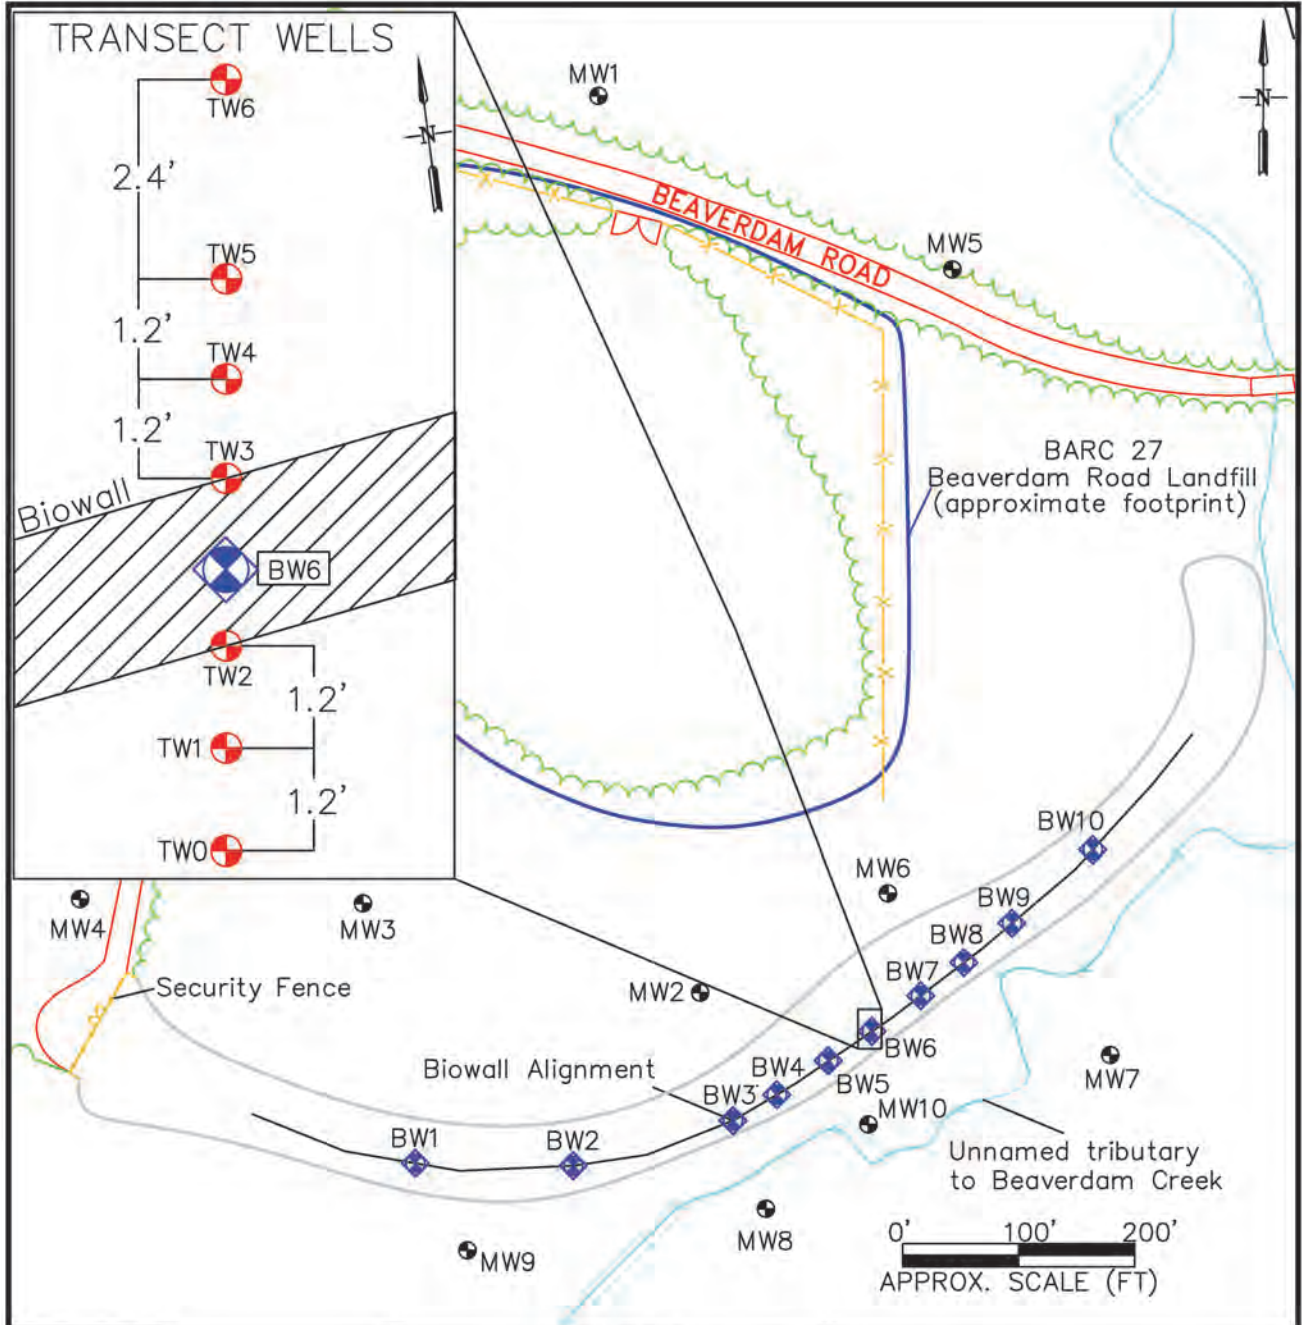 TRANSECT WELLS
TW6
N
2.4'
TW5
1.2'
TW4
1.2'
TW3
Biowall
BW6
TW2
1.2'
TW1
1.2'
TW0
MW1
N
BEAVERDAM ROAD
MW5
BARC 27
Beaverdam Road Landfill
(approximate footprint)
BW10
MW6
BW9
MW4
MW3
BW8
BW7
Security Fence
MW2
BW6
Biowall Alignment
BW4
BW5
MW7
BW3
MW10
BW1
BW2
Unnamed tributary
to Beaverdam Creek
MW8
MW9
0' 100' 200'
APPROX. SCALE (FT)